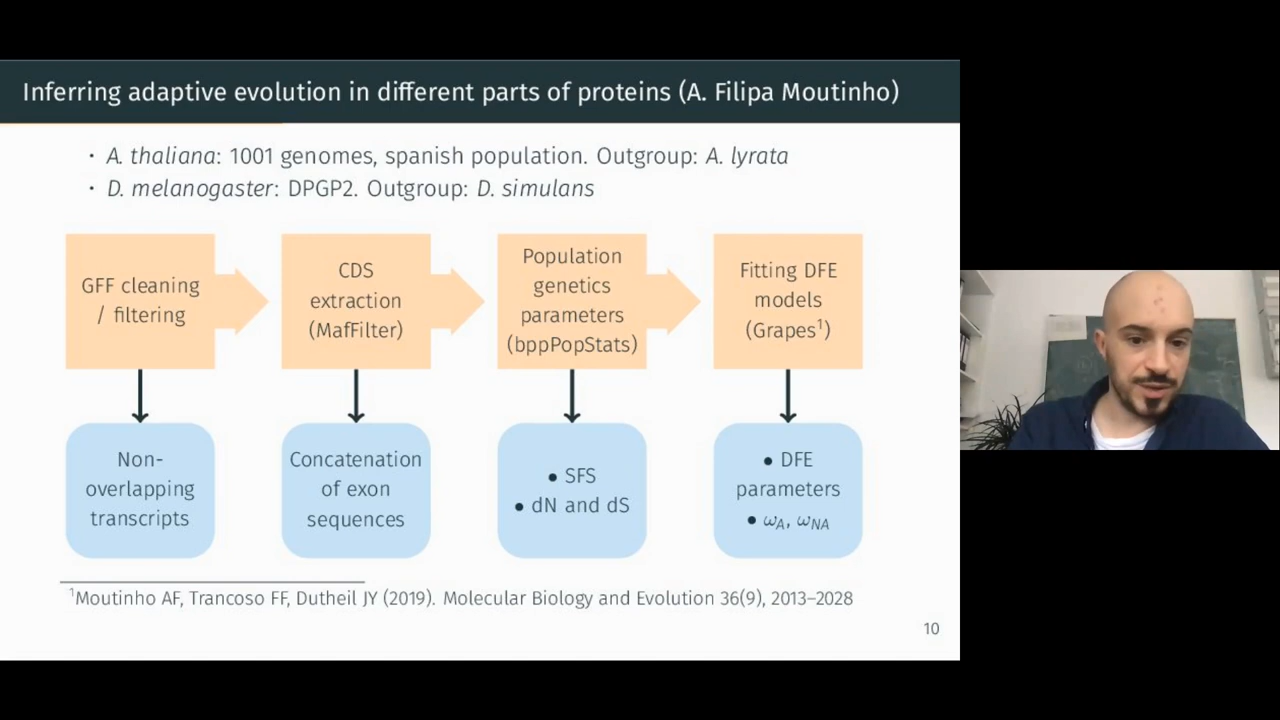 Inferring adaptive evolution in different parts of proteins (A. Filipa Moutinho)
• A. thaliana: 1001 genomes, spanish population. Outgroup: A. lyrata
• D. melanogaster: DPGP2. Outgroup: D. simulans
GFF cleaning
/ filtering
CDS
extraction
(MafFilter)
Population
genetics
parameters
(bppPopStats)
Fitting DFE
models
(Grapes¹)
Non-
overlapping
transcripts
Concatenation
of exon
sequences
• SFS
• dN and dS
• DFE
parameters
• ωA, ωNA
¹Moutinho AF, Trancoso FF, Dutheil JY (2019). Molecular Biology and Evolution 36(9), 2013–2028
10